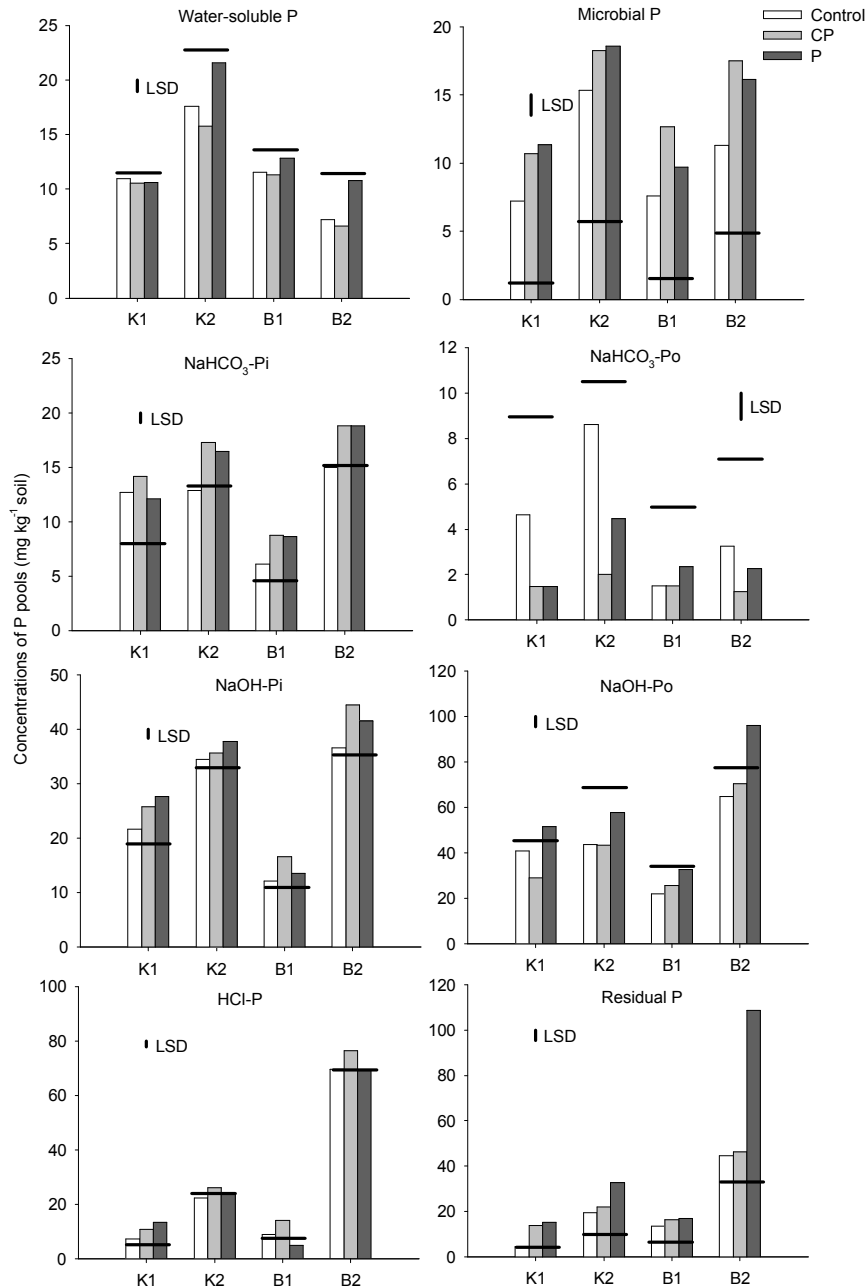 Water-soluble P
25
20
15
10
5
0
LSD
K1 K2 B1 B2
Microbial P
20
15
10
5
0
LSD
K1 K2 B1 B2
Control
CP
P
Concentrations of P pools (mg kg⁻¹ soil)
NaHCO₃-Pi
25
20
15
10
5
0
LSD
K1 K2 B1 B2
NaHCO₃-Po
12
10
8
6
4
2
0
LSD
K1 K2 B1 B2
NaOH-Pi
50
40
30
20
10
0
LSD
K1 K2 B1 B2
NaOH-Po
120
100
80
60
40
20
0
LSD
K1 K2 B1 B2
HCl-P
100
80
60
40
20
0
LSD
K1 K2 B1 B2
Residual P
120
100
80
60
40
20
0
LSD
K1 K2 B1 B2